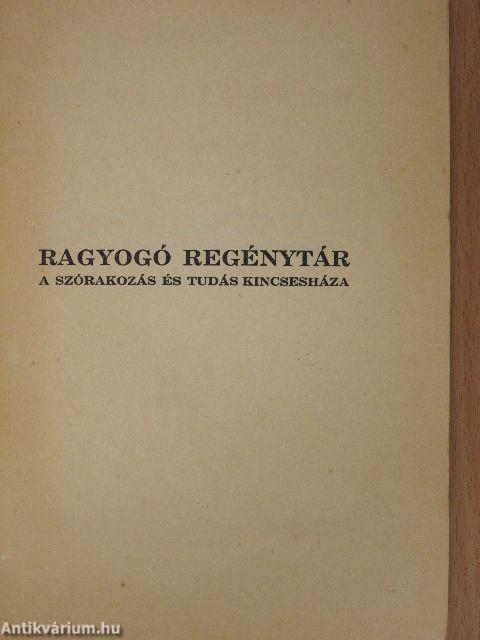 RAGYOGÓ REGÉNYTÁR
A SZÓRAKOZÁS ÉS TUDÁS KINCSESHÁZA
Antikvárium.hu